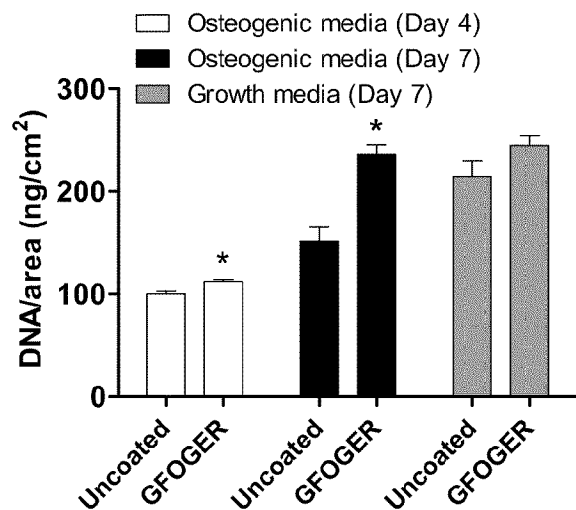 Osteogenic media (Day 4)
Osteogenic media (Day 7)
Growth media (Day 7)
DNA/area (ng/cm²)
300
200
100
0
*
*
Uncoated
GFOGER
Uncoated
GFOGER
Uncoated
GFOGER